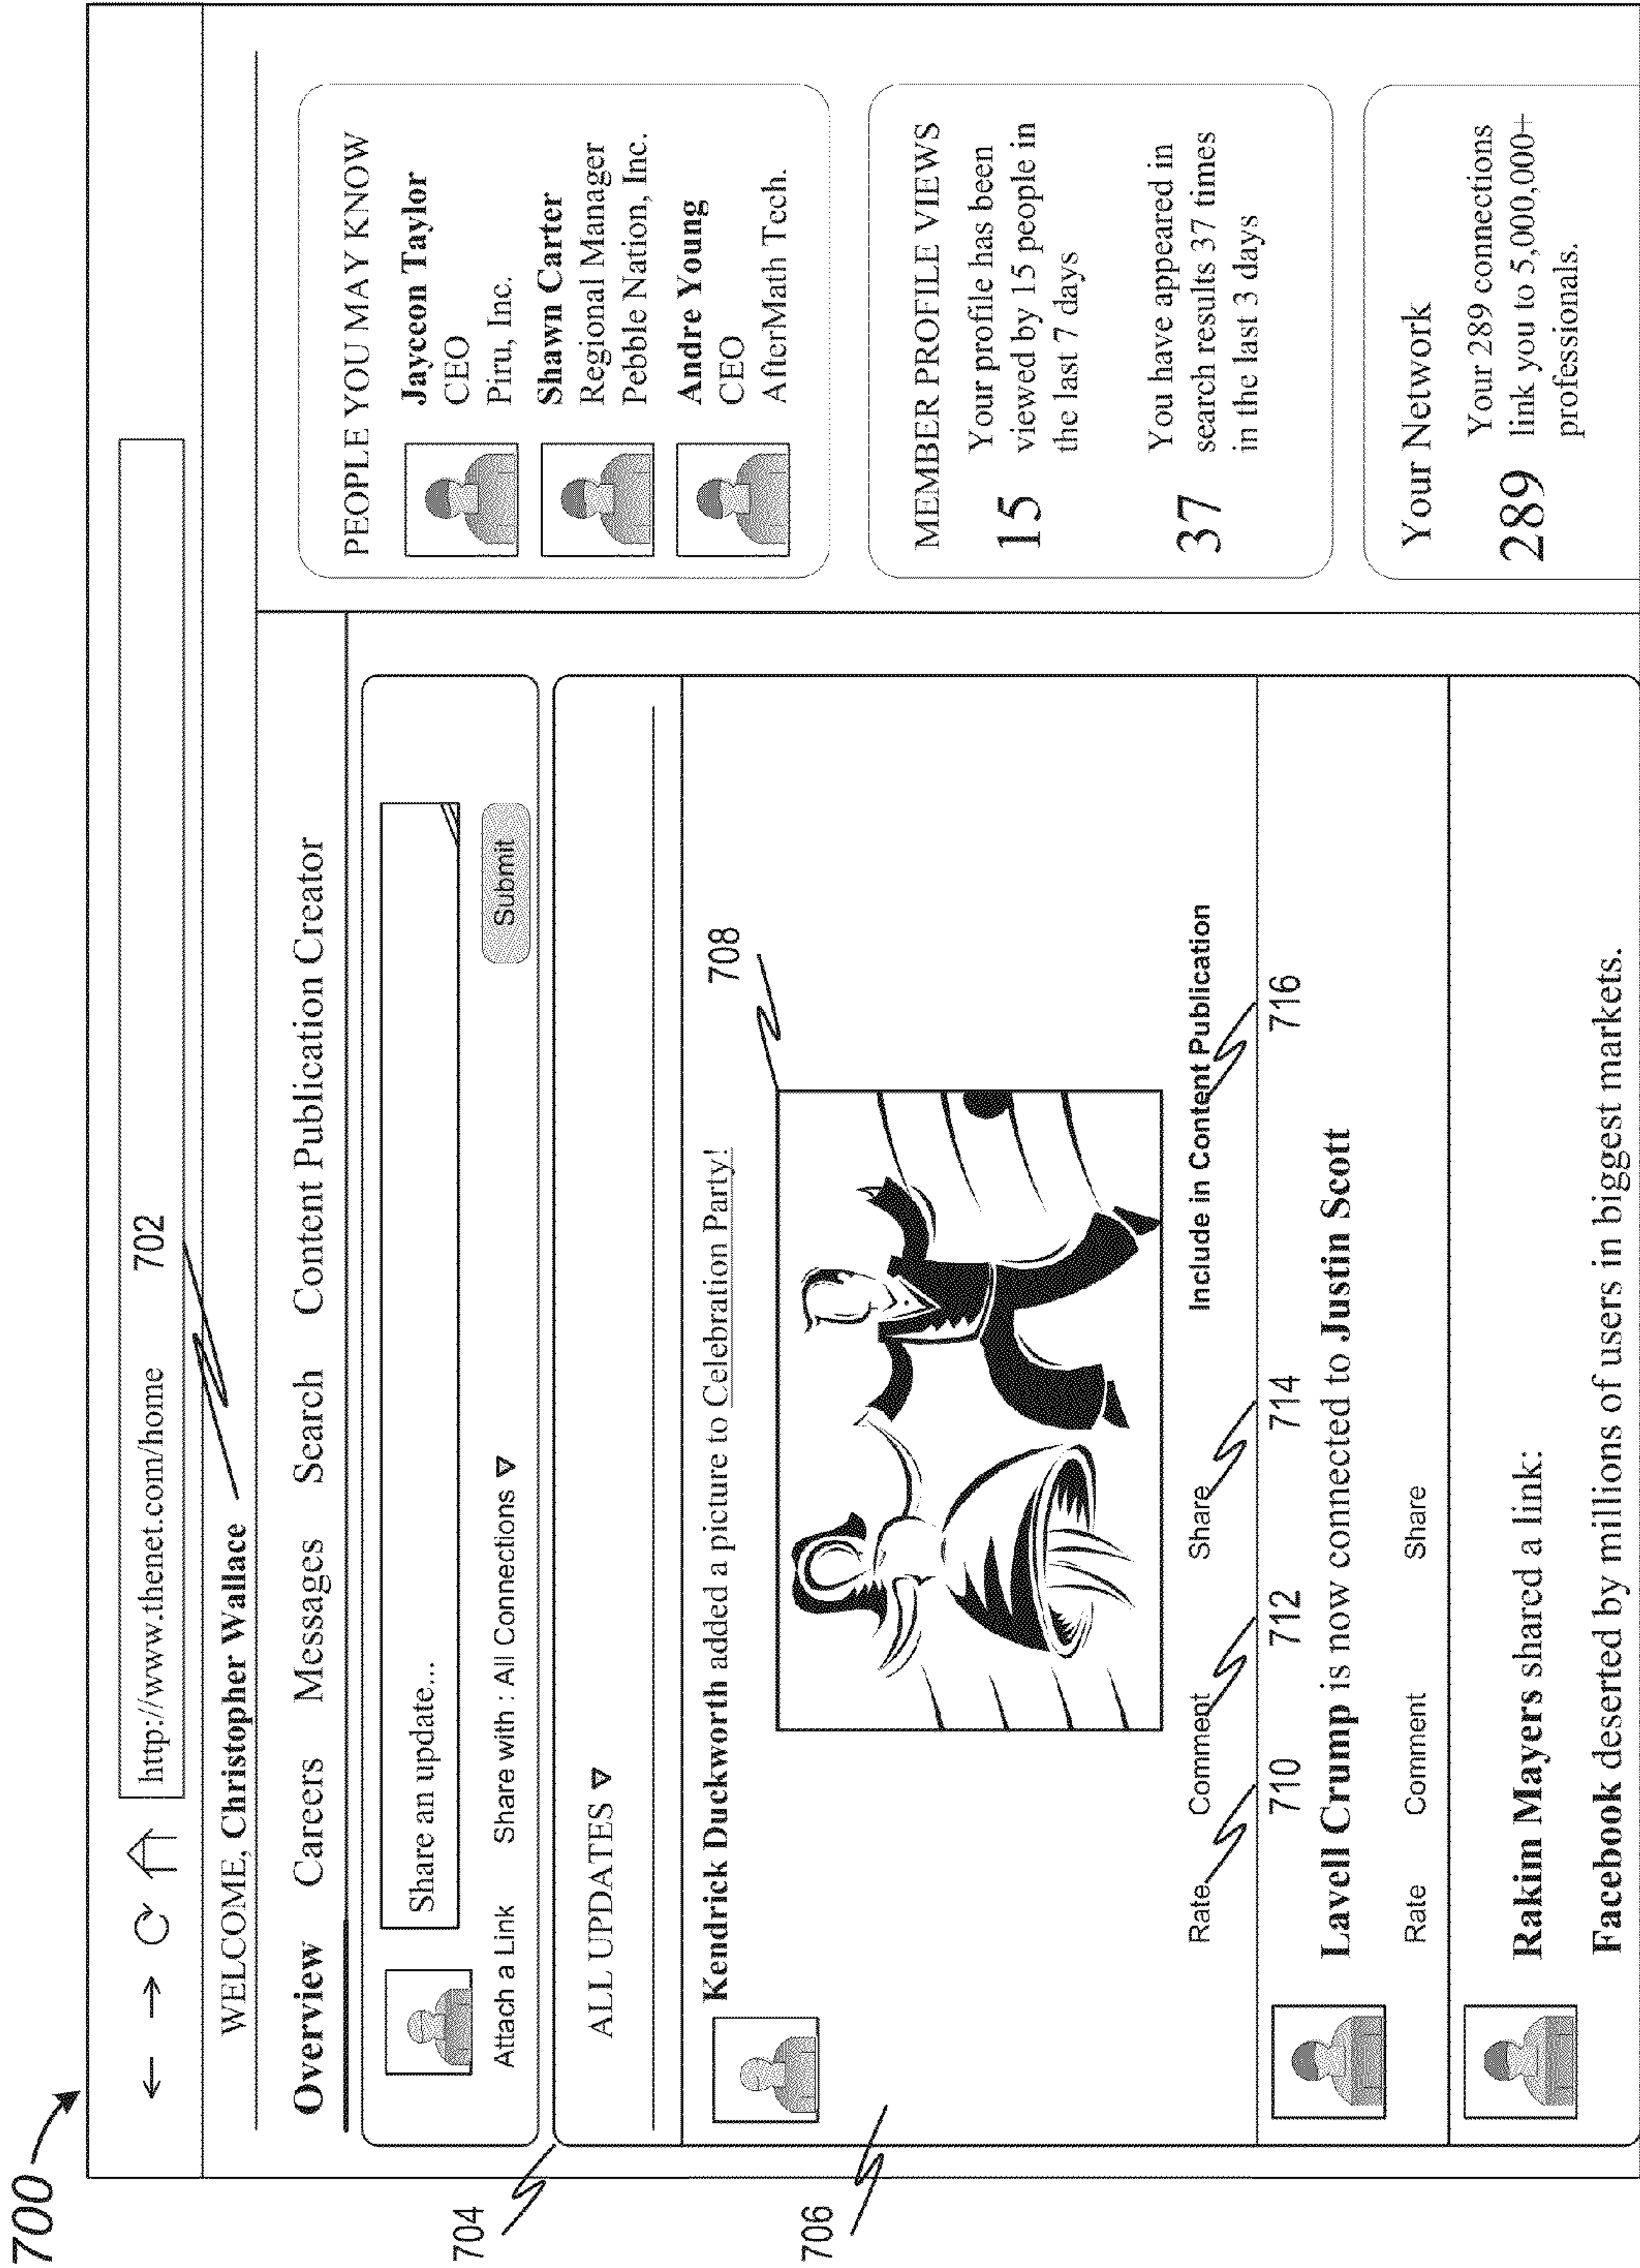 700
http://www.thenet.com/home
702
WELCOME, Christopher Wallace
Overview Careers Messages Search Content Publication Creator
Share an update...
Attach a Link Share with : All Connections ▽
Submit
704
ALL UPDATES ▽
706
Kendrick Duckworth added a picture to Celebration Party!
708
Rate Comment Share Include in Content Publication
710 712 714 716
Lavell Crump is now connected to Justin Scott
Rate Comment Share
Rakim Mayers shared a link:
Facebook deserted by millions of users in biggest markets.
PEOPLE YOU MAY KNOW
Jayceon Taylor
CEO
Piru, Inc.
Shawn Carter
Regional Manager
Pebble Nation, Inc.
Andre Young
CEO
AfterMath Tech.
MEMBER PROFILE VIEWS
15 Your profile has been
viewed by 15 people in
the last 7 days
37 You have appeared in
search results 37 times
in the last 3 days
Your Network
289 Your 289 connections
link you to 5,000,000+
professionals.